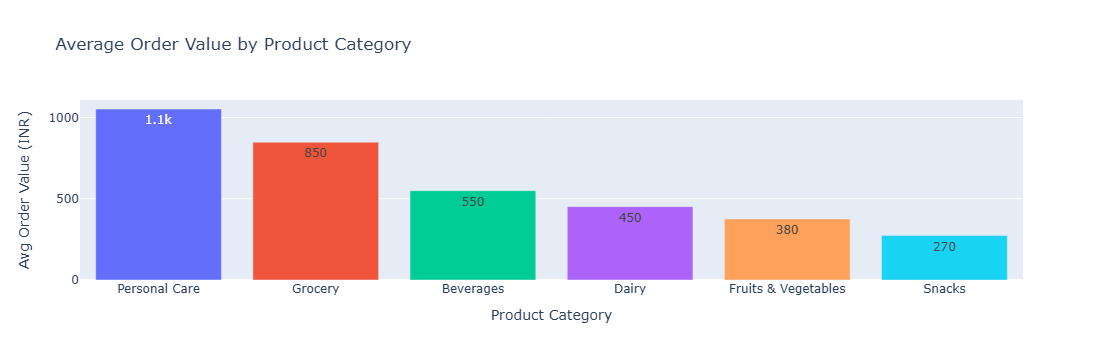 Average Order Value by Product Category
Avg Order Value (INR)
1000
500
0
1.1k
850
550
450
380
270
Personal Care
Grocery
Beverages
Dairy
Fruits & Vegetables
Snacks
Product Category